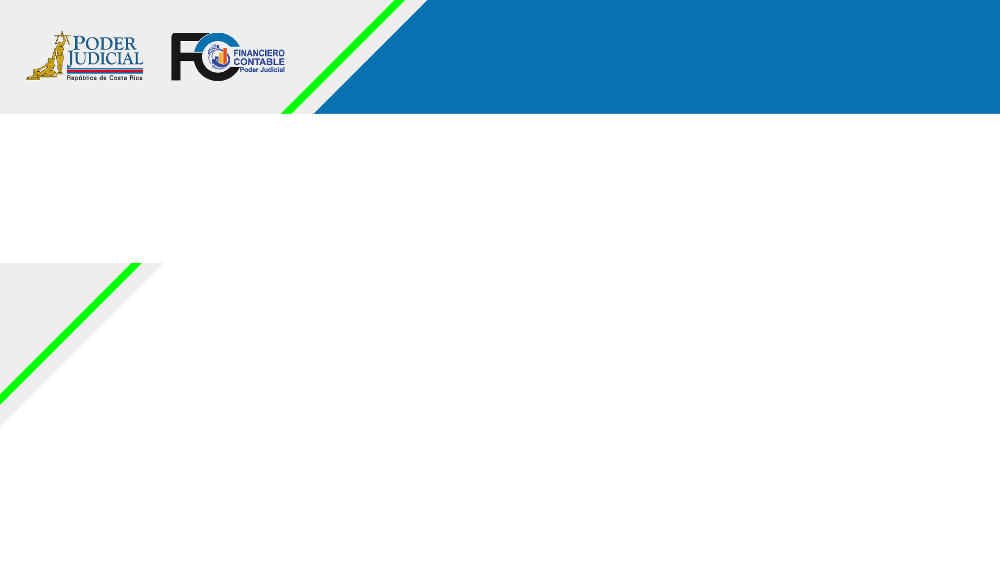 PODER
JUDICIAL
República de Costa Rica
FC
FINANCIERO
CONTABLE
Poder Judicial